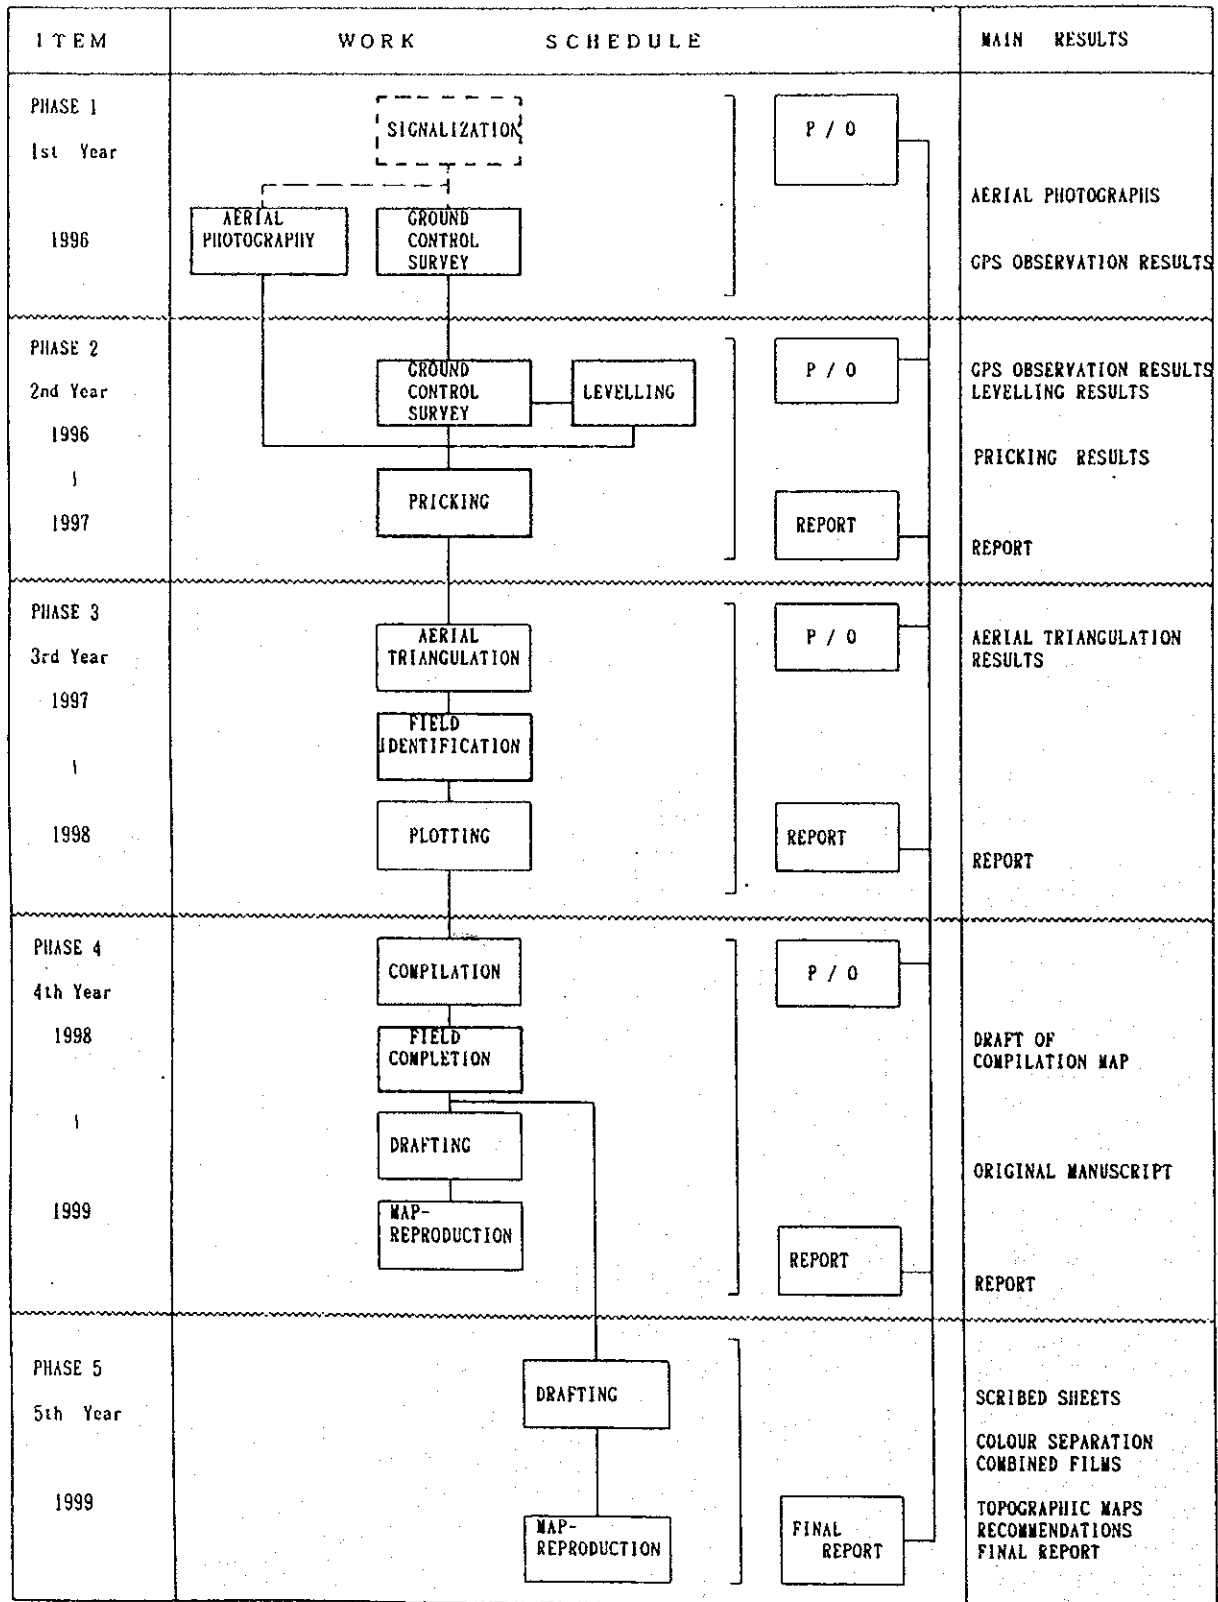 ITEM
WORK SCHEDULE
MAIN RESULTS
PHASE 1
1st Year
1996
SIGNALIZATION
AERIAL
PHOTOGRAPHY
GROUND
CONTROL
SURVEY
P / O
AERIAL PHOTOGRAPHS
GPS OBSERVATION RESULTS
PHASE 2
2nd Year
1996
1997
GROUND
CONTROL
SURVEY
LEVELLING
PRICKING
P / O
REPORT
GPS OBSERVATION RESULTS
LEVELLING RESULTS
PRICKING RESULTS
REPORT
PHASE 3
3rd Year
1997
1998
AERIAL
TRIANGULATION
FIELD
IDENTIFICATION
PLOTTING
P / O
REPORT
AERIAL TRIANGULATION
RESULTS
REPORT
PHASE 4
4th Year
1998
1999
COMPILATION
FIELD
COMPLETION
DRAFTING
MAP-
REPRODUCTION
P / O
REPORT
DRAFT OF
COMPILATION MAP
ORIGINAL MANUSCRIPT
REPORT
PHASE 5
5th Year
1999
DRAFTING
MAP-
REPRODUCTION
FINAL
REPORT
SCRIBED SHEETS
COLOUR SEPARATION
COMBINED FILMS
TOPOGRAPHIC MAPS
RECOMMENDATIONS
FINAL REPORT